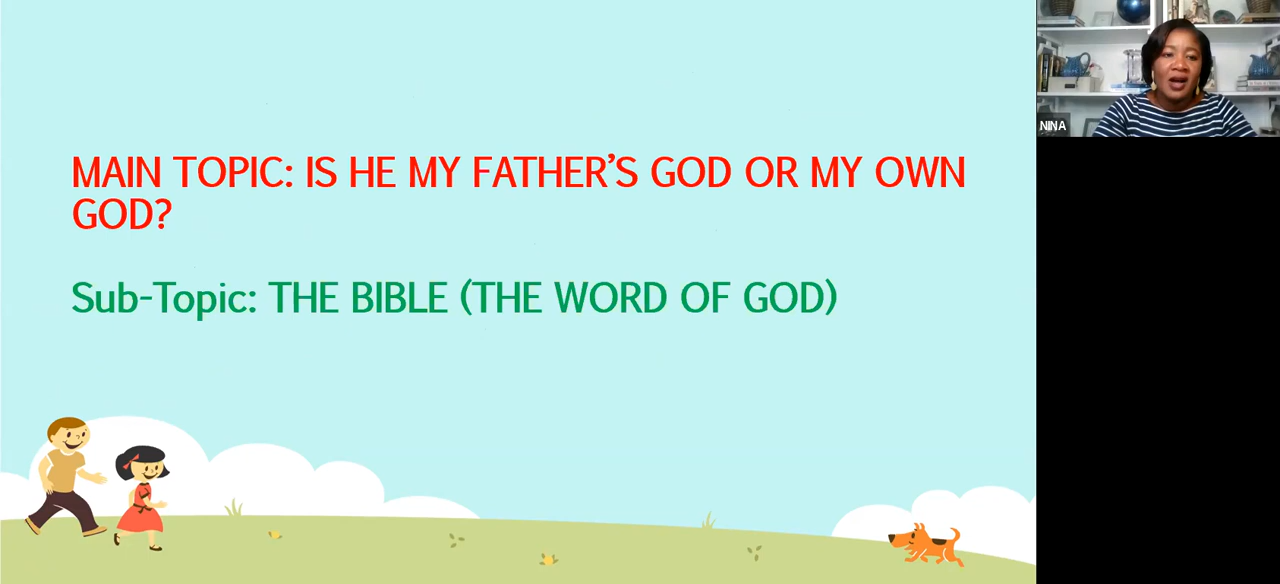 MAIN TOPIC: IS HE MY FATHER’S GOD OR MY OWN
GOD?
Sub-Topic: THE BIBLE (THE WORD OF GOD)
NINA